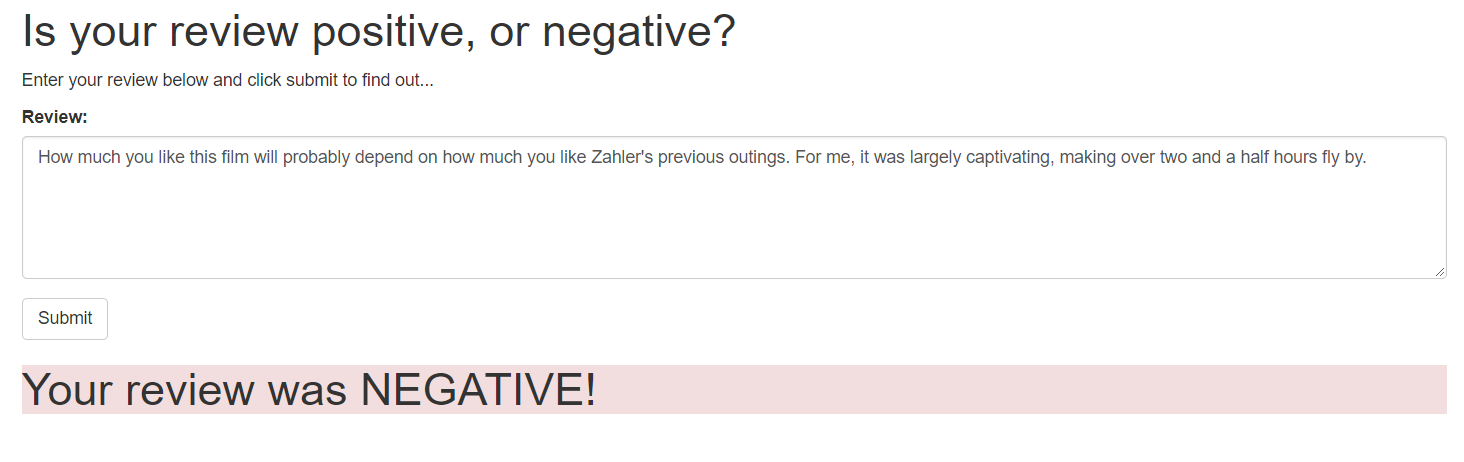 Is your review positive, or negative?
Enter your review below and click submit to find out...
Review:
How much you like this film will probably depend on how much you like Zahler's previous outings. For me, it was largely captivating, making over two and a half hours fly by.
Submit
Your review was NEGATIVE!